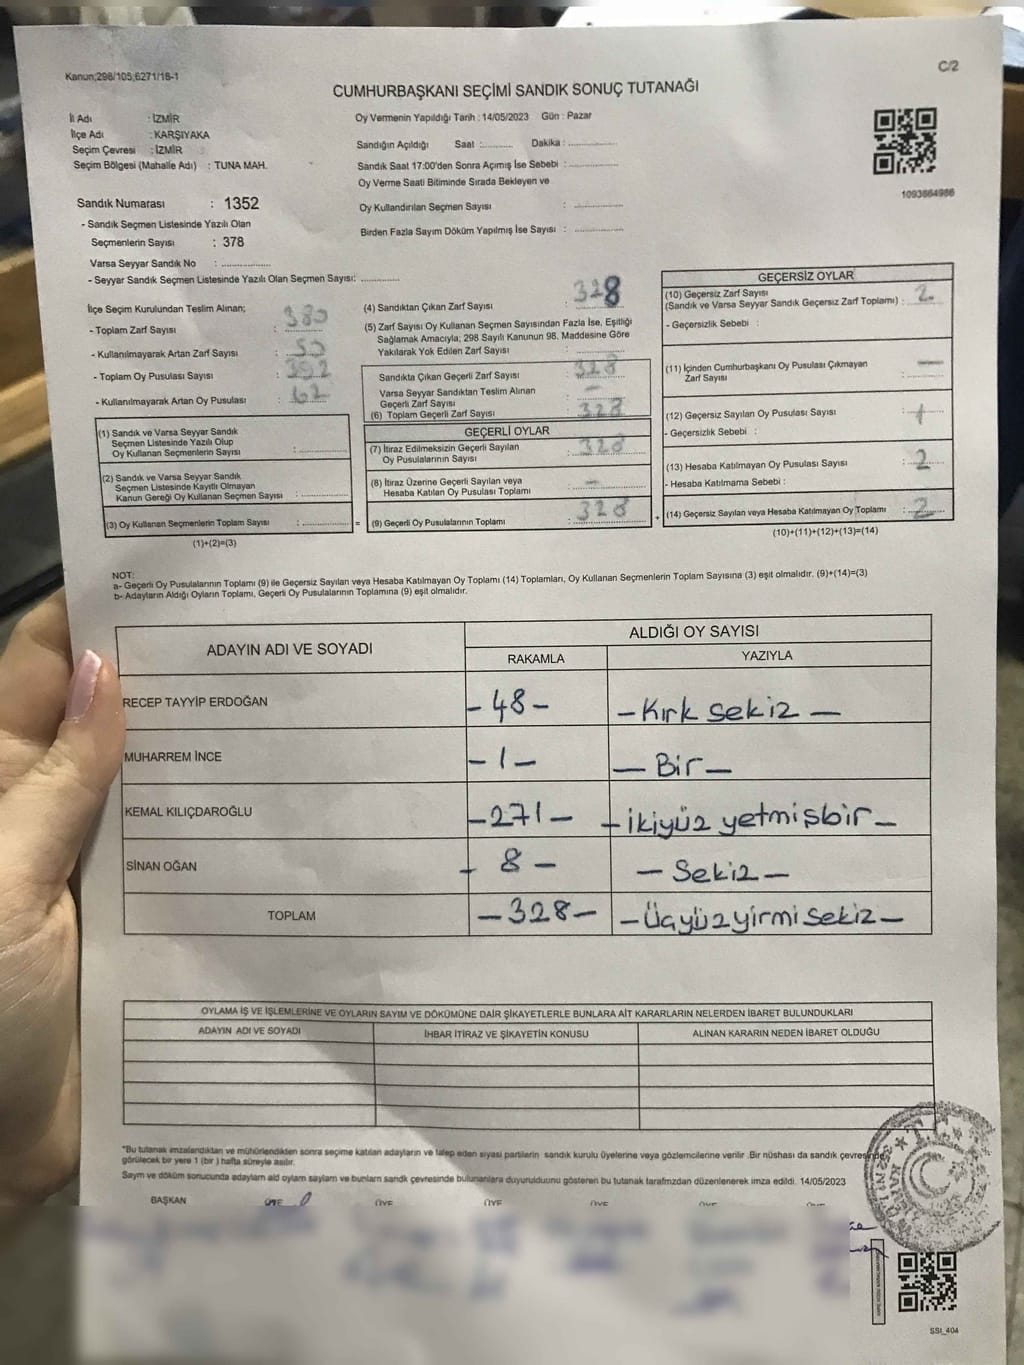 Kanun;298/105;6271/18-1
C/2
CUMHURBAŞKANI SEÇİMİ SANDIK SONUÇ TUTANAĞI
İl Adı : İZMİR
İlçe Adı : KARŞIYAKA
Seçim Çevresi : İZMİR
Seçim Bölgesi (Mahalle Adı) : TUNA MAH.
Oy Vermenin Yapıldığı Tarih : 14/05/2023 Gün : Pazar
Sandığın Açıldığı Saat :.......... Dakika :...............
Sandık Saat 17:00'den Sonra Açımış İse Sebebi :...............
Oy Verme Saati Bitiminde Sırada Bekleyen ve
Oy Kullandırılan Seçmen Sayısı : ...............
Birden Fazla Sayım Döküm Yapılmış İse Sayısı : ...............
1093864986
Sandık Numarası : 1352
- Sandık Seçmen Listesinde Yazılı Olan
Seçmenlerin Sayısı : 378
Varsa Seyyar Sandık No : ...............
- Seyyar Sandık Seçmen Listesinde Yazılı Olan Seçmen Sayısı: ............
İlçe Seçim Kurulundan Teslim Alınan;
- Toplam Zarf Sayısı : 380
- Kullanılmayarak Artan Zarf Sayısı : 50
- Toplam Oy Pusulası Sayısı : 392
- Kullanılmayarak Artan Oy Pusulası : 62
(1) Sandık ve Varsa Seyyar Sandık
Seçmen Listesinde Yazılı Olup
Oy Kullanan Seçmenlerin Sayısı : ...............
(2) Sandık ve Varsa Seyyar Sandık
Seçmen Listesinde Kayıtlı Olmayan
Kanun Gereği Oy Kullanan Seçmen Sayısı : ...............
(3) Oy Kullanan Seçmenlerin Toplam Sayısı : ............... =
(1)+(2)=(3)
(4) Sandıktan Çıkan Zarf Sayısı : 328
(5) Zarf Sayısı Oy Kullanan Seçmen Sayısından Fazla İse, Eşitliği
Sağlamak Amacıyla; 298 Sayılı Kanunun 98. Maddesine Göre
Yakılarak Yok Edilen Zarf Sayısı : ...............
Sandıkta Çıkan Geçerli Zarf Sayısı : 328
Varsa Seyyar Sandıktan Teslim Alınan
Geçerli Zarf Sayısı : —
(6) Toplam Geçerli Zarf Sayısı : 328
GEÇERLİ OYLAR
(7) İtiraz Edilmeksizin Geçerli Sayılan
Oy Pusulalarının Sayısı : 328
(8) İtiraz Üzerine Geçerli Sayılan veya
Hesaba Katılan Oy Pusulası Toplamı : —
(9) Geçerli Oy Pusulalarının Toplamı : 328 +
GEÇERSİZ OYLAR
(10) Geçersiz Zarf Sayısı
(Sandık ve Varsa Seyyar Sandık Geçersiz Zarf Toplamı) : 2
- Geçersizlik Sebebi :
(11) İçinden Cumhurbaşkanı Oy Pusulası Çıkmayan
Zarf Sayısı : —
(12) Geçersiz Sayılan Oy Pusulası Sayısı :
- Geçersizlik Sebebi :
(13) Hesaba Katılmayan Oy Pusulası Sayısı : 2
- Hesaba Katılmama Sebebi :
(14) Geçersiz Sayılan veya Hesaba Katılmayan Oy Toplamı : 2
(10)+(11)+(12)+(13)=(14)
NOT:
a- Geçerli Oy Pusulalarının Toplamı (9) ile Geçersiz Sayılan veya Hesaba Katılmayan Oy Toplamı (14) Toplamları, Oy Kullanan Seçmenlerin Toplam Sayısına (3) eşit olmalıdır. (9)+(14)=(3)
b- Adayların Aldığı Oyların Toplamı, Geçerli Oy Pusulalarının Toplamına (9) eşit olmalıdır.
ADAYIN ADI VE SOYADI
ALDIĞI OY SAYISI
RAKAMLA YAZIYLA
RECEP TAYYİP ERDOĞAN -48- -Kırk sekiz-
MUHARREM İNCE -1- -Bir-
KEMAL KILIÇDAROĞLU -271- -ikiyüz yetmişbir-
SİNAN OĞAN -8- -Sekiz-
TOPLAM -328- -Üçyüzyirmisekiz-
OYLAMA İŞ VE İŞLEMLERİNE VE OYLARIN SAYIM VE DÖKÜMÜNE DAİR ŞİKAYETLERLE BUNLARA AİT KARARLARIN NELERDEN İBARET BULUNDUKLARI
ADAYIN ADI VE SOYADI İHBAR İTİRAZ VE ŞİKAYETİN KONUSU ALINAN KARARIN NEDEN İBARET OLDUĞU
*Bu tutanak imzalandıktan ve mühürlendikten sonra seçime katılan adayların ve talep eden siyasi partilerin sandık kurulu üyelerine veya gözlemcilerine verilir .Bir nüshası da sandık çevresinde
görülecek bir yere 1 (bir ) hafta süreyle asılır.
Sayım ve döküm sonucunda adayların aldığı oyların sayların ve bunların sandık çevresinde bulunanlara duyurulduunu gösteren bu tutanak tarafmzdan düzenlenerek imza edildi. 14/05/2023
BAŞKAN ÜYE ÜYE ÜYE ÜYE ÜYE ÜYE
T.C.
SSI_404